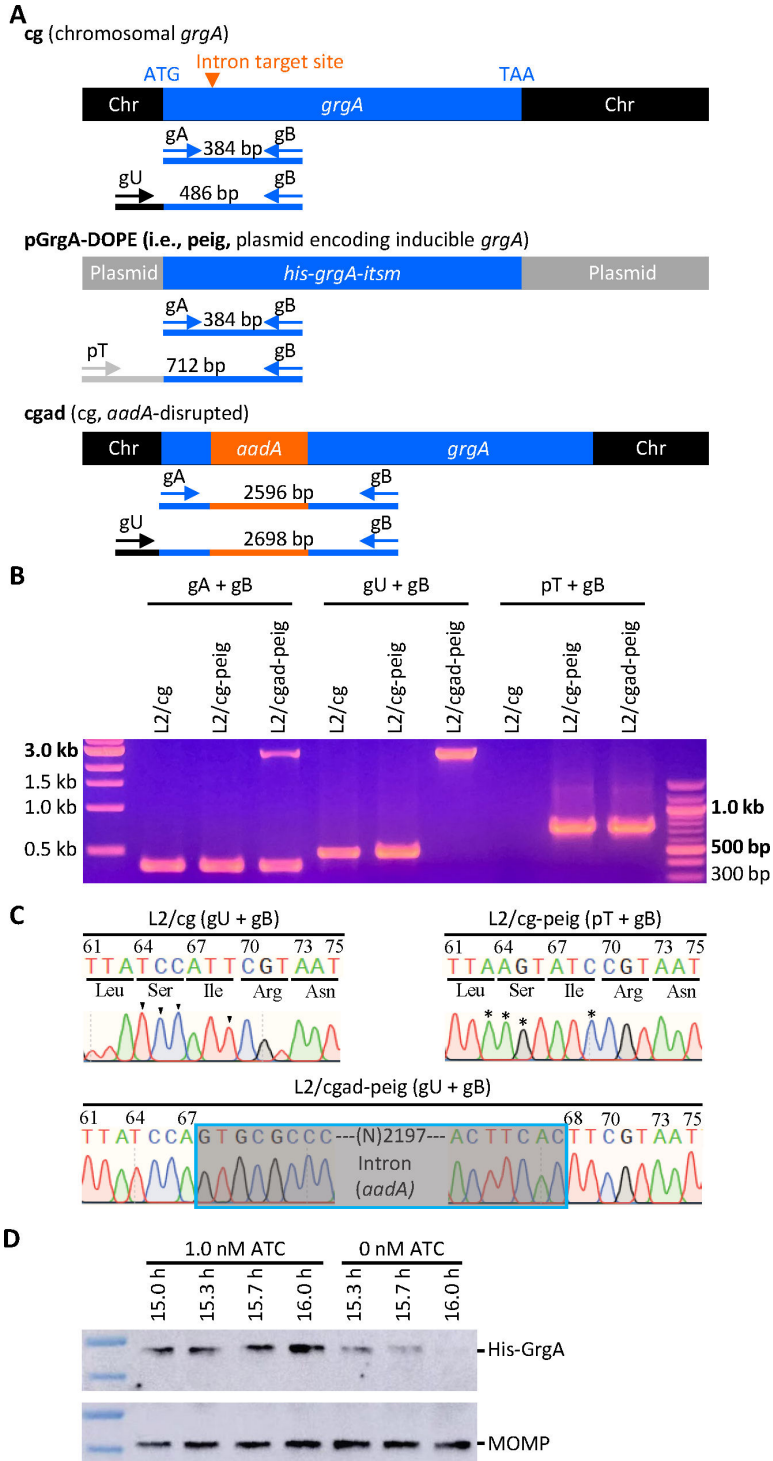 A
cg (chromosomal grgA)
ATG Intron target site TAA
Chr grgA Chr
gA 384 bp gB
gU 486 bp gB
pGrgA-DOPE (i.e., peig, plasmid encoding inducible grgA)
Plasmid his-grgA-itsm Plasmid
gA 384 bp gB
pT 712 bp gB
cgad (cg, aadA-disrupted)
Chr aadA grgA Chr
gA 2596 bp gB
gU 2698 bp gB
B
gA + gB gU + gB pT + gB
L2/cg L2/cg-peig L2/cgad-peig L2/cg L2/cg-peig L2/cgad-peig L2/cg L2/cg-peig L2/cgad-peig
3.0 kb
1.5 kb
1.0 kb 1.0 kb
0.5 kb 500 bp
300 bp
C
L2/cg (gU + gB) L2/cg-peig (pT + gB)
61 64 67 70 73 75 61 64 67 70 73 75
TTATCCATTCGTAAT TTAAGTATCCGTAAT
Leu Ser Ile Arg Asn Leu Ser Ile Arg Asn
* * * *
L2/cgad-peig (gU + gB)
61 64 67 68 70 73 75
TTATCCAGTGCGCCC ---(N)2197--- ACTTCACTTCGTAAT
Intron
(aadA)
D
1.0 nM ATC 0 nM ATC
15.0 h 15.3 h 15.7 h 16.0 h 15.3 h 15.7 h 16.0 h
His-GrgA
MOMP